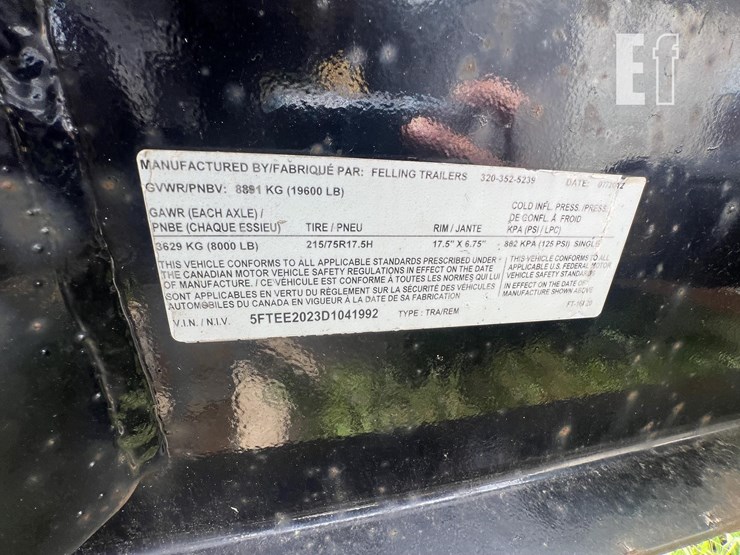 Ef
MANUFACTURED BY/FABRIQUÉ PAR: FELLING TRAILERS 320-352-5239 DATE:
GVWR/PNBV: 8891 KG (19600 LB)
GAWR (EACH AXLE) / COLD INFL. PRESS./PRESS.
PNBE (CHAQUE ESSIEU) TIRE / PNEU RIM / JANTE DE GONFL. À FROID KPA (PSI / LPC)
3629 KG (8000 LB) 215/75R17.5H 17.5" X 6.75" 862 KPA (125 PSI) SINGLE
THIS VEHICLE CONFORMS TO ALL APPLICABLE STANDARDS PRESCRIBED UNDER
THE CANADIAN MOTOR VEHICLE SAFETY REGULATIONS IN EFFECT ON THE DATE
OF MANUFACTURE. / CE VÉHICULE EST CONFORME À TOUTES LES NORMES QUI LUI
SONT APPLICABLES EN VERTU DU RÈGLEMENT SUR LA SÉCURITÉ DES VÉHICULES
AUTOMOBILES DU CANADA EN VIGUEUR À LA DATE DE SA FABRICATION
THIS VEHICLE CONFORMS TO ALL
APPLICABLE U.S. FEDERAL MOTOR
VEHICLE SAFETY STANDARDS
IN EFFECT ON THE DATE OF
MANUFACTURE SHOWN ABOVE
V.I.N. / N.I.V. 5FTEE2023D1041992 TYPE : TRA/REM